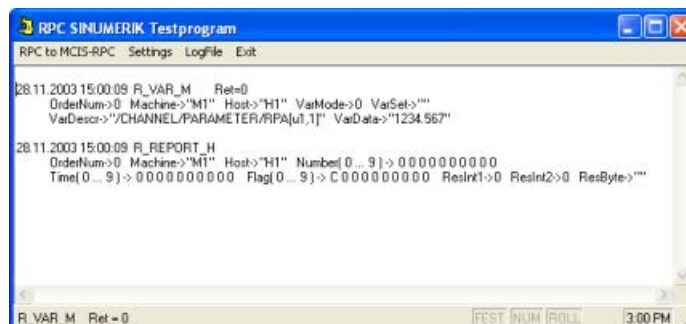 RPC SINUMERIK Testprogram
RPC to MCIS-RPC Settings LogFile Exit
28.11.2003 15:00:09 R_VAR_M Ret=0
OrderNum->0 Machine->"M1" Host->"H1" VarMode->0 VarSet->""
VarDescr->"/CHANNEL/PARAMETER/RPA[u1,1]" VarData->"1234.567"
28.11.2003 15:00:09 R_REPORT_H
OrderNum->0 Machine->"M1" Host->"H1" Number( 0 ... 9 )-> 0 0 0 0 0 0 0 0 0 0
Time( 0 ... 9 )-> 0 0 0 0 0 0 0 0 0 0 Flag( 0 ... 9 )-> C 0 0 0 0 0 0 0 0 0 ResInt1->0 ResInt2->0 ResByte->""
R_VAR_M Ret = 0 FEST NUM ROLL 3:00 PM